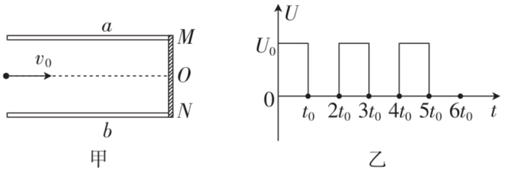 a
M
v₀
O
N
b
甲
U
U₀
0
t₀ 2t₀ 3t₀ 4t₀ 5t₀ 6t₀ t
乙